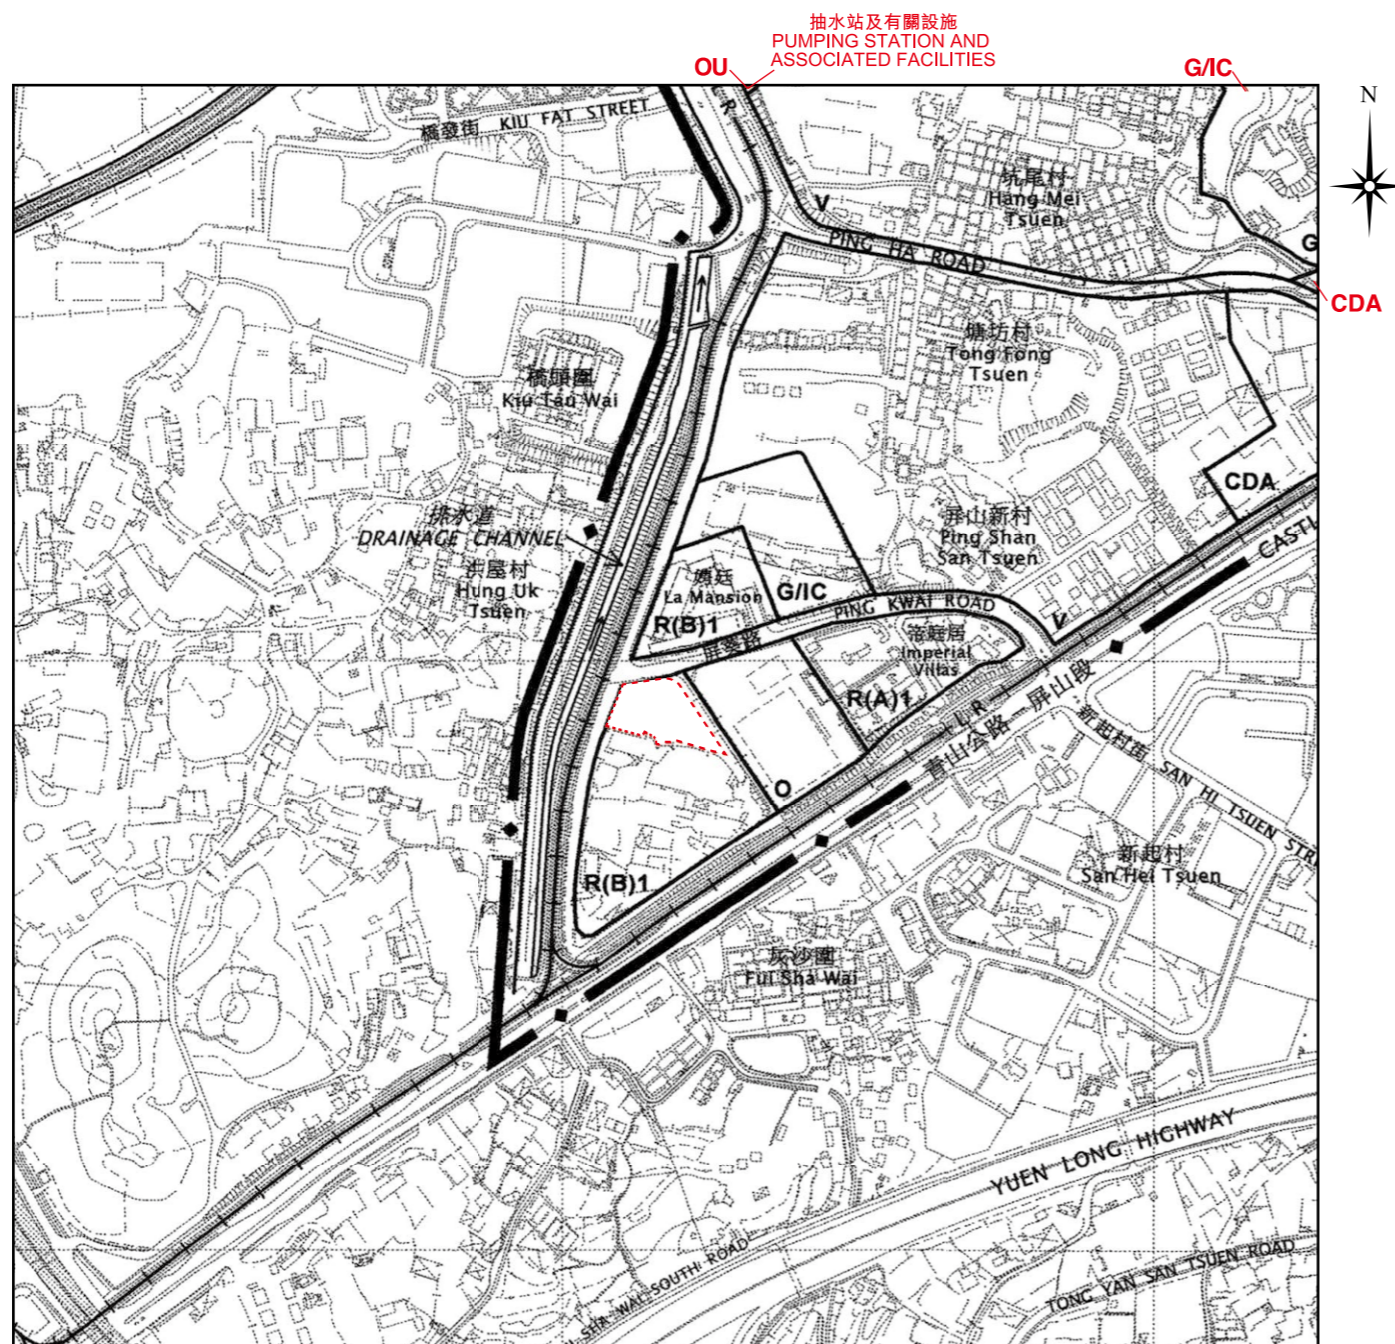 抽水站及有關設施
PUMPING STATION AND
ASSOCIATED FACILITIES
OU
G/IC
N
橋發街 KIU FAT STREET
L R
坑尾村
Hang Mei
Tsuen
V
PING HA ROAD
G
CDA
塘坊村
Tong Fong
Tsuen
橋頭圍
Kiu Tau Wai
CDA
排水道
DRAINAGE CHANNEL
屏山新村
Ping Shan
San Tsuen
CASTL
洪屋村
Hung Uk
Tsuen
La Mansion
G/IC
R(B)1
屏葵路
PING KWAI ROAD
Imperial
Villas
V
R(A)1
L R
青山公路 — 屏山段
新起村街 SAN HI TSUEN STR
O
新起村
San Hei Tsuen
R(B)1
灰沙圍
Fui Sha Wai
YUEN LONG HIGHWAY
SHA WAI SOUTH ROAD
TONG YAN SAN TSUEN ROAD